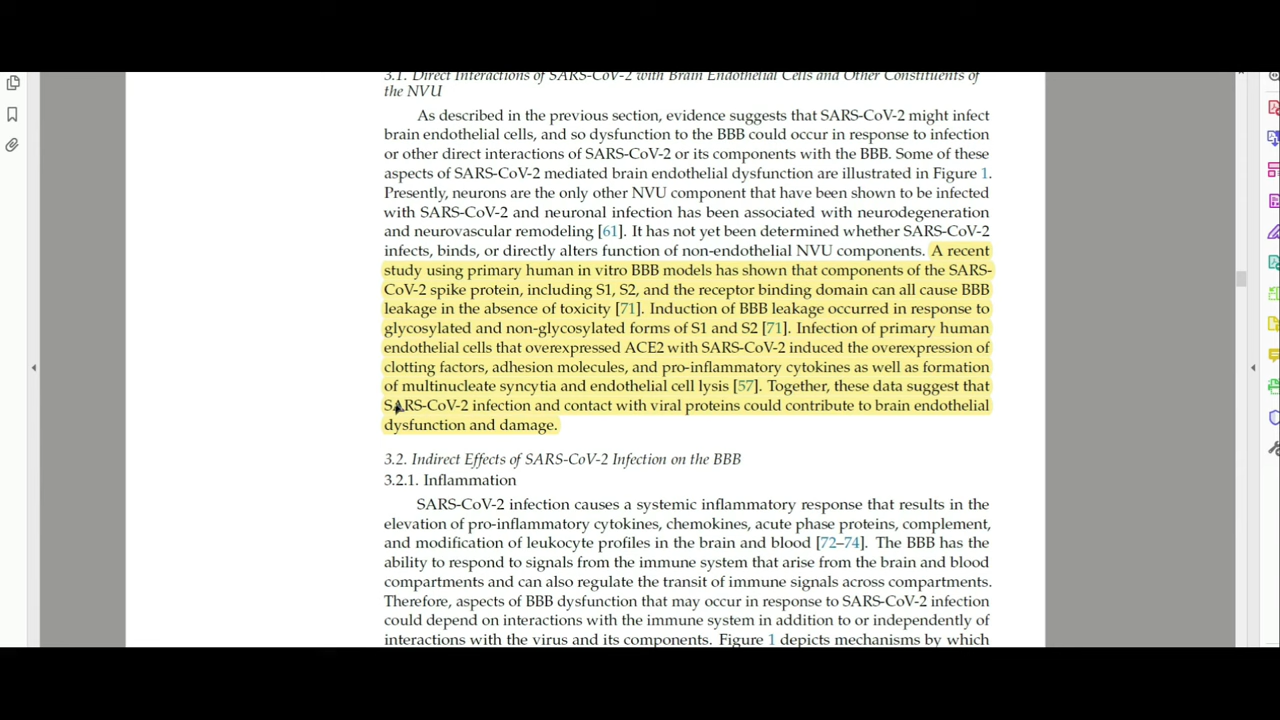 3.1. Direct Interactions of SARS-CoV-2 with Brain Endothelial Cells and Other Constituents of
the NVU
As described in the previous section, evidence suggests that SARS-CoV-2 might infect
brain endothelial cells, and so dysfunction to the BBB could occur in response to infection
or other direct interactions of SARS-CoV-2 or its components with the BBB. Some of these
aspects of SARS-CoV-2 mediated brain endothelial dysfunction are illustrated in Figure 1.
Presently, neurons are the only other NVU component that have been shown to be infected
with SARS-CoV-2 and neuronal infection has been associated with neurodegeneration
and neurovascular remodeling [61]. It has not yet been determined whether SARS-CoV-2
infects, binds, or directly alters function of non-endothelial NVU components. A recent
study using primary human in vitro BBB models has shown that components of the SARS-
CoV-2 spike protein, including S1, S2, and the receptor binding domain can all cause BBB
leakage in the absence of toxicity [71]. Induction of BBB leakage occurred in response to
glycosylated and non-glycosylated forms of S1 and S2 [71]. Infection of primary human
endothelial cells that overexpressed ACE2 with SARS-CoV-2 induced the overexpression of
clotting factors, adhesion molecules, and pro-inflammatory cytokines as well as formation
of multinucleate syncytia and endothelial cell lysis [57]. Together, these data suggest that
SARS-CoV-2 infection and contact with viral proteins could contribute to brain endothelial
dysfunction and damage.
3.2. Indirect Effects of SARS-CoV-2 Infection on the BBB
3.2.1. Inflammation
SARS-CoV-2 infection causes a systemic inflammatory response that results in the
elevation of pro-inflammatory cytokines, chemokines, acute phase proteins, complement,
and modification of leukocyte profiles in the brain and blood [72–74]. The BBB has the
ability to respond to signals from the immune system that arise from the brain and blood
compartments and can also regulate the transit of immune signals across compartments.
Therefore, aspects of BBB dysfunction that may occur in response to SARS-CoV-2 infection
could depend on interactions with the immune system in addition to or independently of
interactions with the virus and its components. Figure 1 depicts mechanisms by which